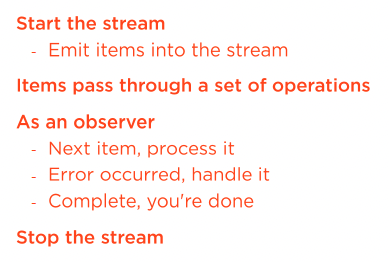 Start the stream
- Emit items into the stream
Items pass through a set of operations
As an observer
- Next item, process it
- Error occurred, handle it
- Complete, you're done
Stop the stream